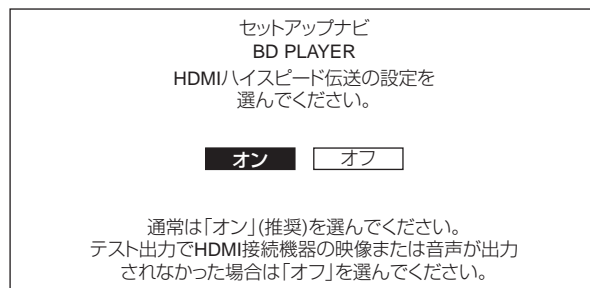 セットアップナビ
BD PLAYER
HDMIハイスピード伝送の設定を
選んでください。
オン オフ
通常は「オン」(推奨)を選んでください。
テスト出力でHDMI接続機器の映像または音声が出力
されなかった場合は「オフ」を選んでください。